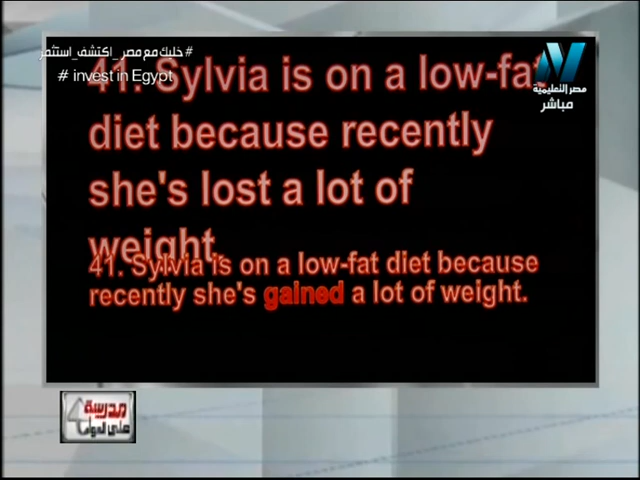 #خليك مع مصر_اكتشف_استثمر
# invest in Egypt
41. Sylvia is on a low-fat
diet because recently
she's lost a lot of
weight.
41. Sylvia is on a low-fat diet because
recently she's gained a lot of weight.
مصر التعليمية
مباشر
مدرسة
على الهواء
4